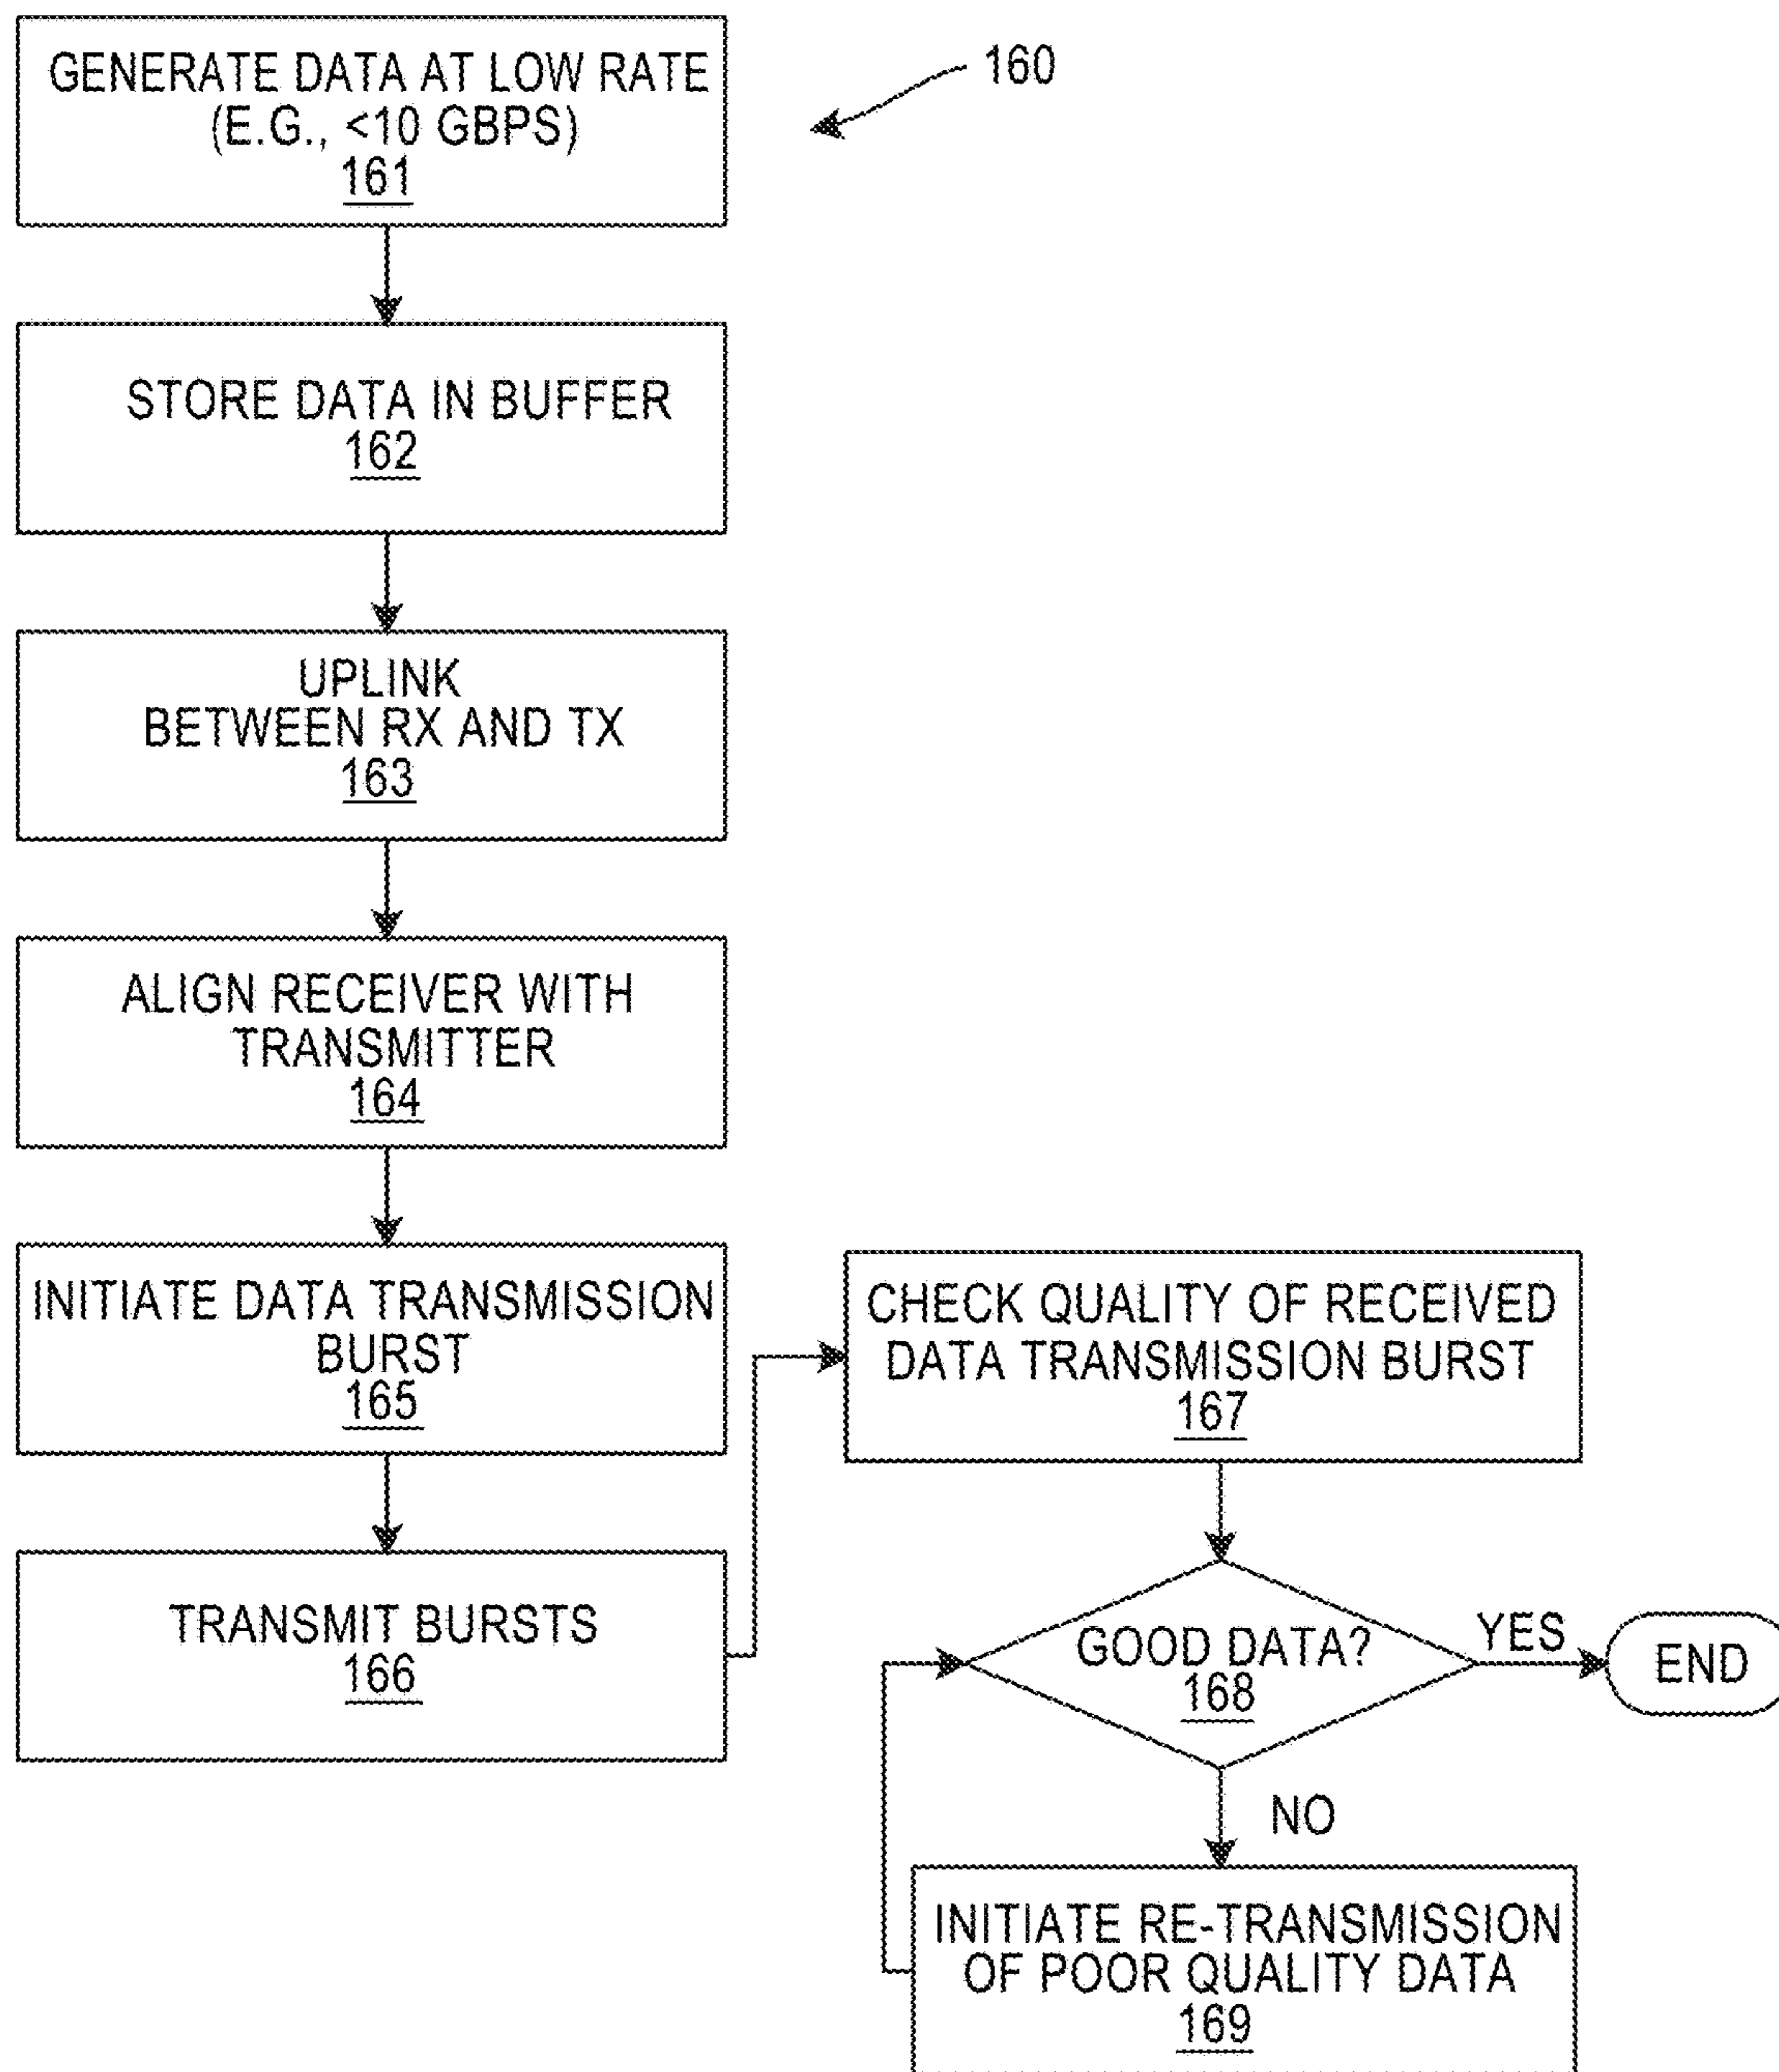 GENERATE DATA AT LOW RATE
(E.G., <10 GBPS)
161
160
STORE DATA IN BUFFER
162
UPLINK
BETWEEN RX AND TX
163
ALIGN RECEIVER WITH
TRANSMITTER
164
INITIATE DATA TRANSMISSION
BURST
165
TRANSMIT BURSTS
166
CHECK QUALITY OF RECEIVED
DATA TRANSMISSION BURST
167
GOOD DATA?
168
YES
END
NO
INITIATE RE-TRANSMISSION
OF POOR QUALITY DATA
169